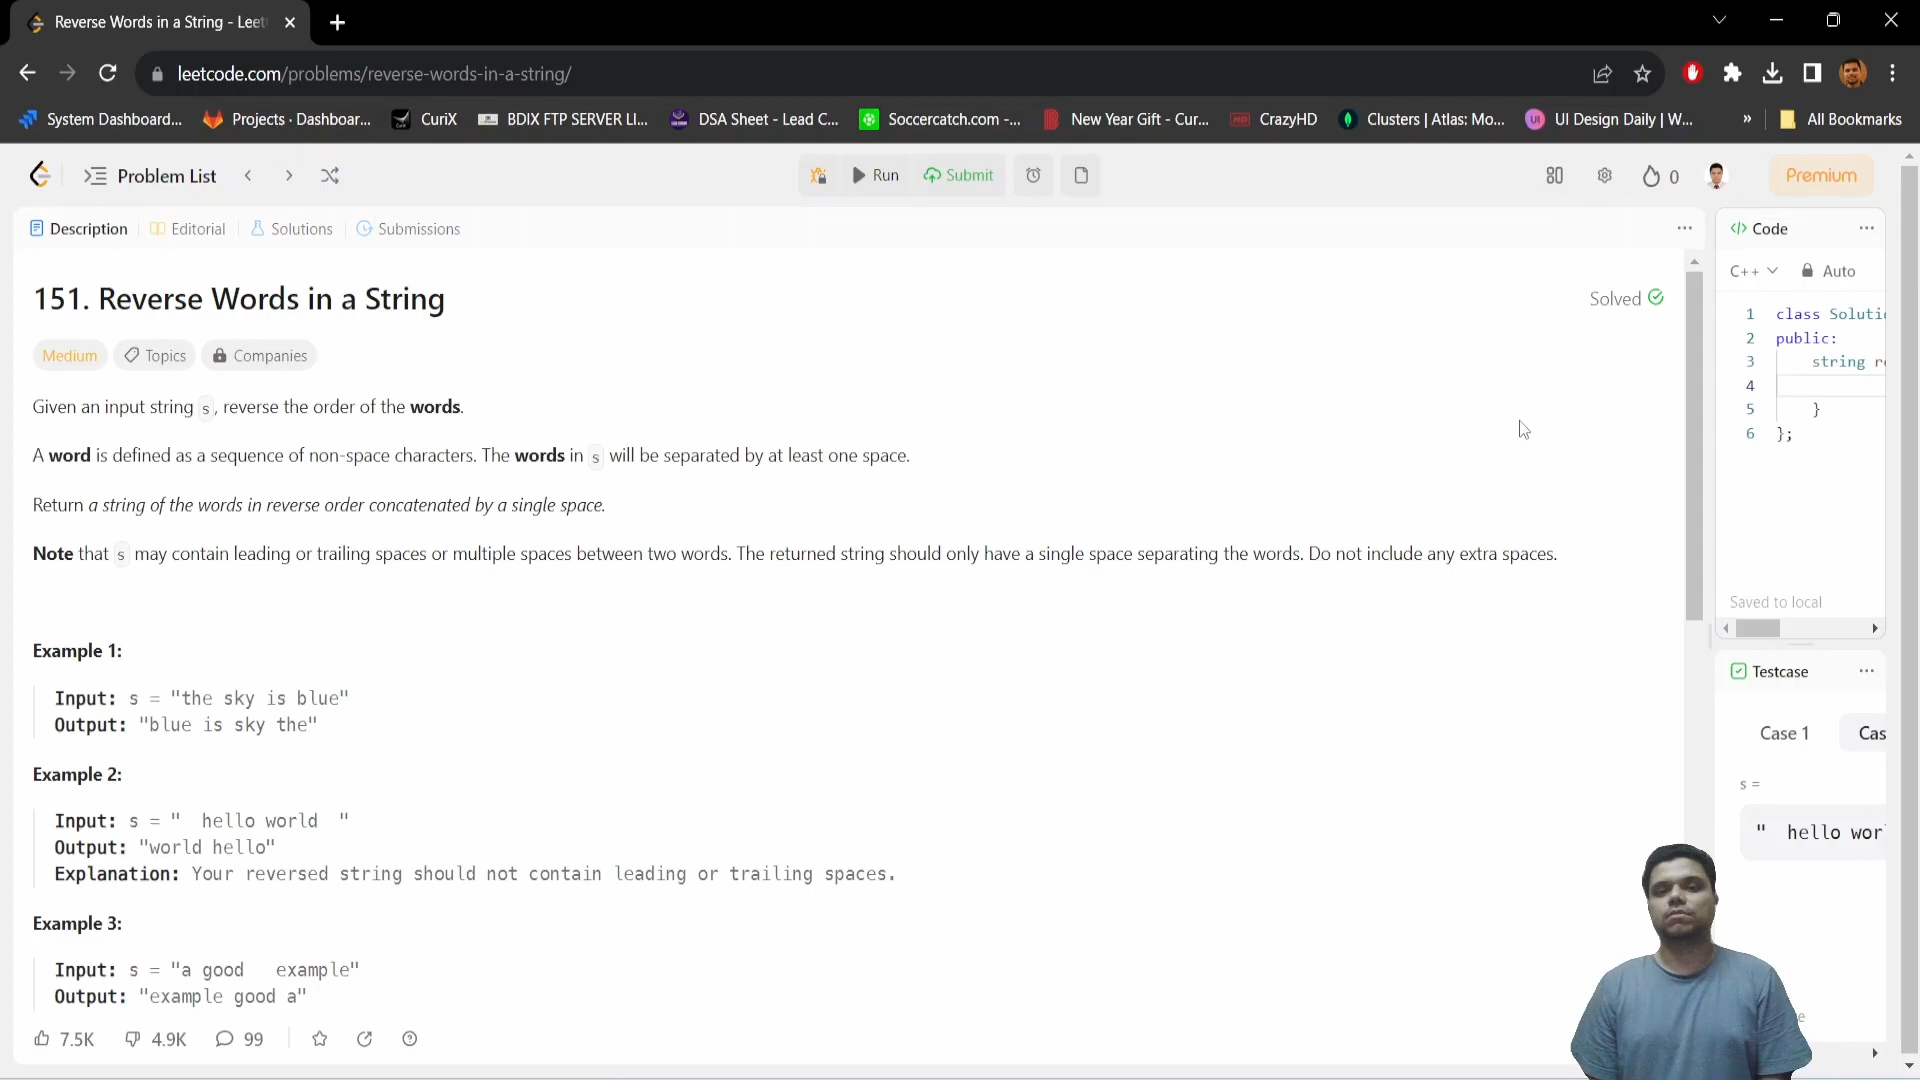 Reverse Words in a String - Leet
leetcode.com/problems/reverse-words-in-a-string/
System Dashboard... Projects · Dashboar... CuriX BDIX FTP SERVER LI... DSA Sheet - Lead C... Soccercatch.com -... New Year Gift - Cur... CrazyHD Clusters | Atlas: Mo... UI Design Daily | W... » All Bookmarks
Problem List Run Submit 0 Premium
Description Editorial Solutions Submissions
151. Reverse Words in a String
Solved
Medium Topics Companies
Given an input string s, reverse the order of the words.
A word is defined as a sequence of non-space characters. The words in s will be separated by at least one space.
Return a string of the words in reverse order concatenated by a single space.
Note that s may contain leading or trailing spaces or multiple spaces between two words. The returned string should only have a single space separating the words. Do not include any extra spaces.
Example 1:
Input: s = "the sky is blue"
Output: "blue is sky the"
Example 2:
Input: s = "  hello world  "
Output: "world hello"
Explanation: Your reversed string should not contain leading or trailing spaces.
Example 3:
Input: s = "a good   example"
Output: "example good a"
7.5K 4.9K 99
</> Code
C++ Auto
1 class Soluti
2 public:
3 string re
4
5 }
6 };
Saved to local
Testcase
Case 1 Cas
s =
"  hello wor